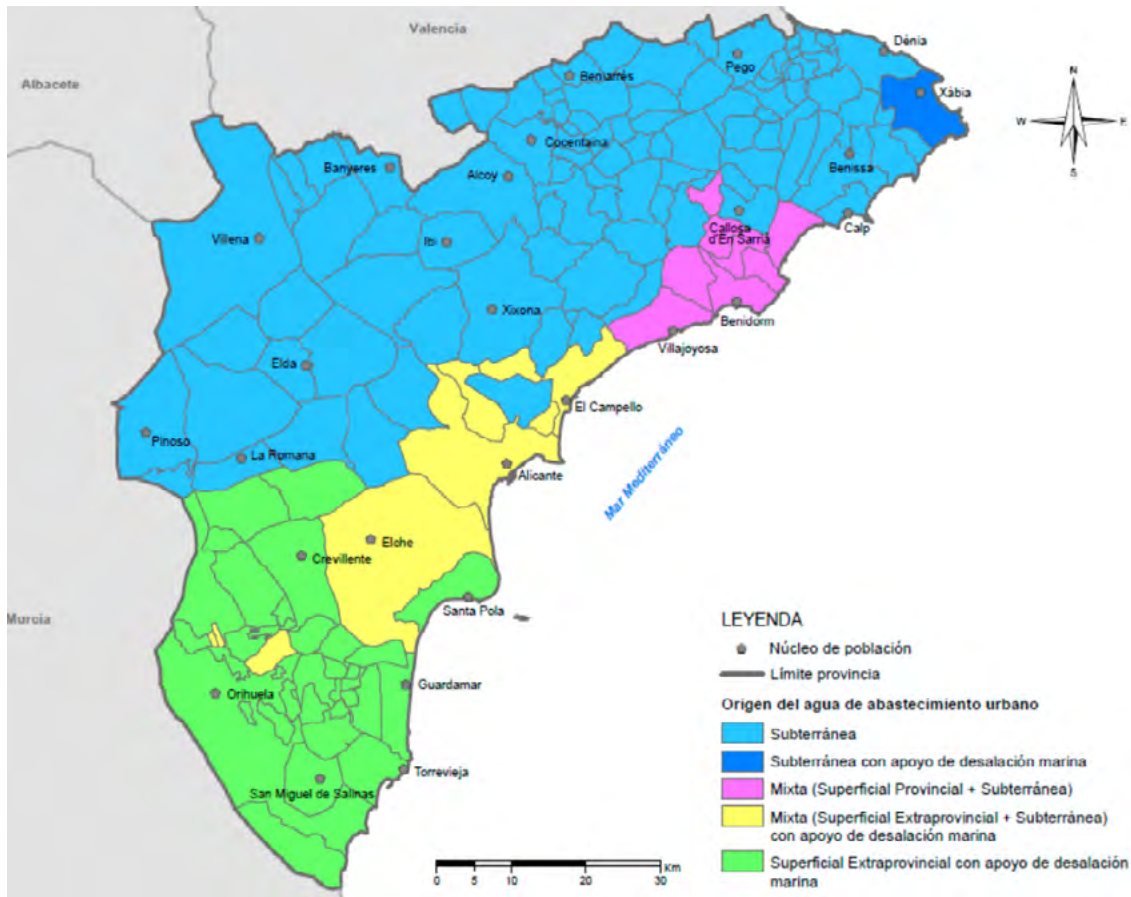 Valencia
Albacete
Dénia
Pego
Beniarrés
Xàbia
N
W
E
S
Cocentaina
Banyeres
Alcoy
Benissa
Callosa
d'En Sarrià
Calp
Villena
Ibi
Xixona
Benidorm
Villajoyosa
Elda
El Campello
Pinoso
La Romana
Alicante
Mar Mediterráneo
Elche
Crevillente
Santa Pola
Murcia
Orihuela
Guardamar
Torrevieja
San Miguel de Salinas
LEYENDA
Núcleo de población
Límite provincia
Origen del agua de abastecimiento urbano
Subterránea
Subterránea con apoyo de desalación marina
Mixta (Superficial Provincial + Subterránea)
Mixta (Superficial Extraprovincial + Subterránea)
con apoyo de desalación marina
Superficial Extraprovincial con apoyo de desalación
marina
Km
0 5 10 20 30